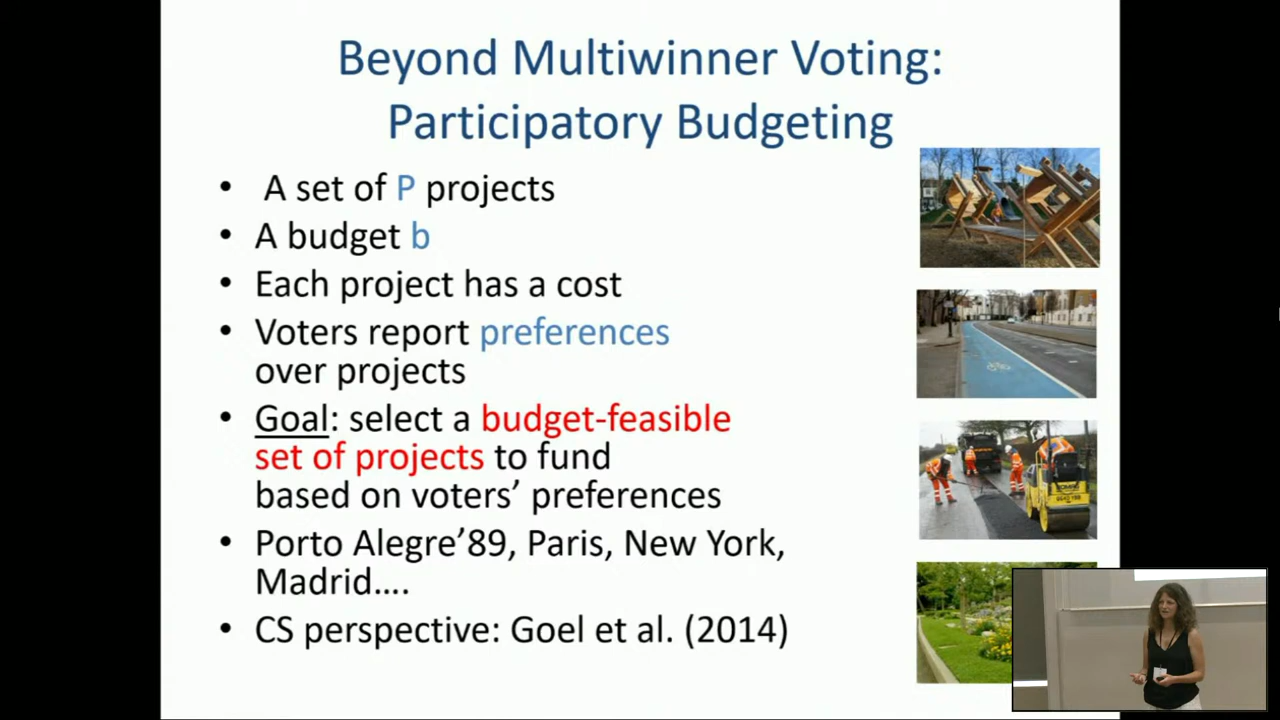 Beyond Multiwinner Voting:
Participatory Budgeting
• A set of P projects
• A budget b
• Each project has a cost
• Voters report preferences
over projects
• Goal: select a budget-feasible
set of projects to fund
based on voters’ preferences
• Porto Alegre’89, Paris, New York,
Madrid….
• CS perspective: Goel et al. (2014)